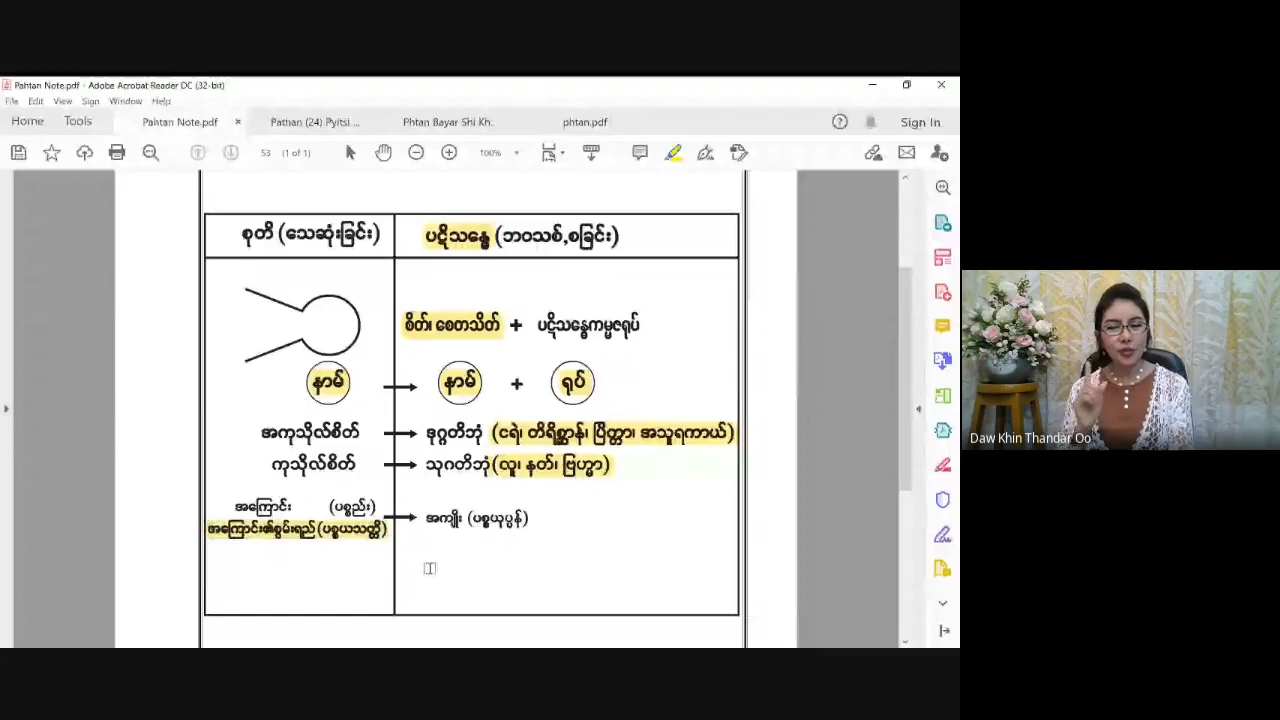 Pahtan Note.pdf - Adobe Acrobat Reader DC (32-bit)
File Edit View Sign Window Help
Home Tools Pahtan Note.pdf × Pathan (24) Pyitsi ... Phtan Bayar Shi Kh... phtan.pdf Sign In
53 (1 of 1) 100%
စုတိ (သေဆုံးခြင်း) ပဋိသန္ဓေ (ဘဝသစ်,စခြင်း)
စိတ်၊ စေတသိတ် + ပဋိသန္ဓေကမ္မဇရုပ်
နာမ် → နာမ် + ရုပ်
အကုသိုလ်စိတ် → ဒုဂ္ဂတိဘုံ (ငရဲ၊ တိရိစ္ဆာန်၊ ပြိတ္တာ၊ အသူရကာယ်)
ကုသိုလ်စိတ် → သုဂတိဘုံ(လူ၊ နတ်၊ ဗြဟ္မာ)
အကြောင်း (ပစ္စည်း)
အကြောင်း၏စွမ်းရည်(ပစ္စယသတ္တိ) → အကျိုး (ပစ္စယုပ္ပန်)
Daw Khin Thandar Oo